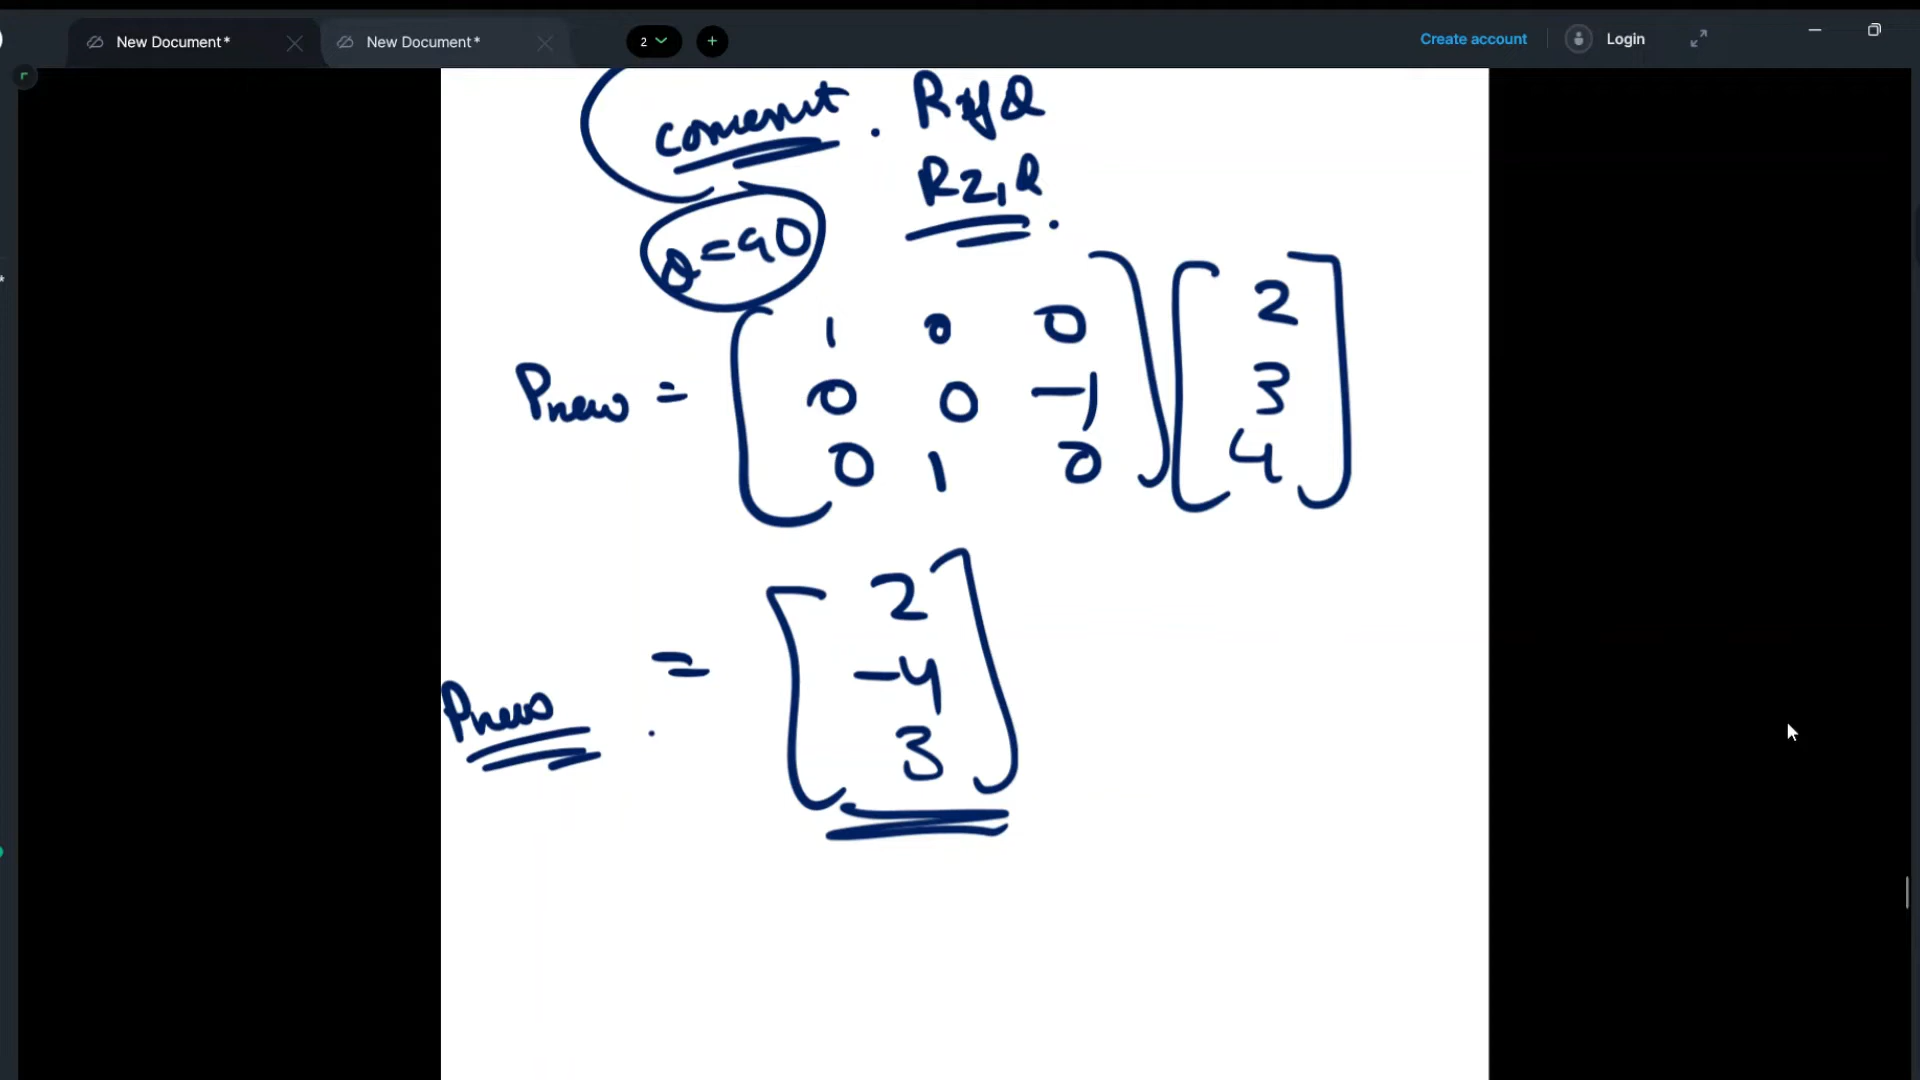 New Document*
New Document*
2
+
Create account
Login
comment . Ry Q
Rz, Q .
Q = 90
Pnew = [ 1 0 0 ] [ 2 ]
0 0 -1 3
0 1 0 4
Pnew = [ 2 ]
-4
3